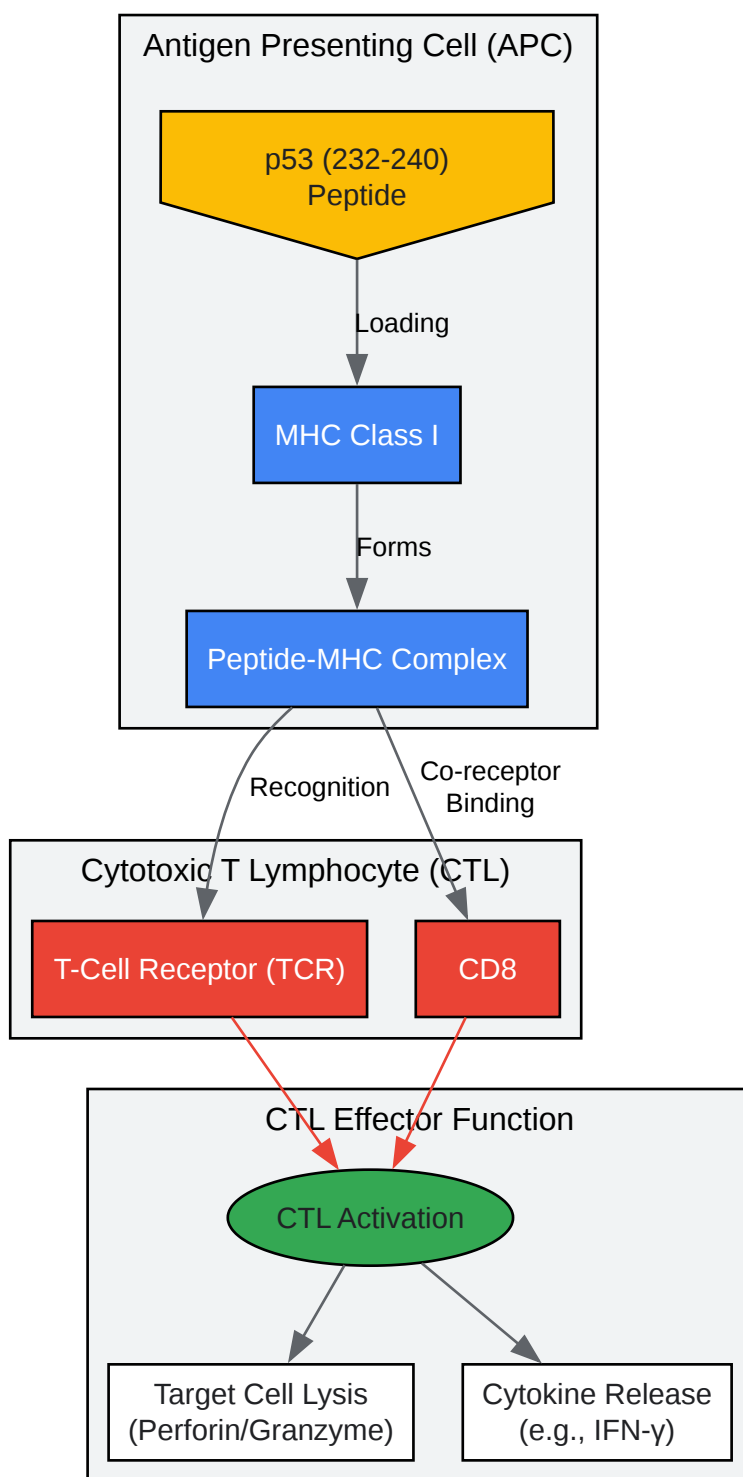 Antigen Presenting Cell (APC)
p53 (232-240)
Peptide
Loading
MHC Class I
Forms
Peptide-MHC Complex
Recognition
Co-receptor
Binding
Cytotoxic T Lymphocyte (CTL)
T-Cell Receptor (TCR)
CD8
CTL Effector Function
CTL Activation
Target Cell Lysis
(Perforin/Granzyme)
Cytokine Release
(e.g., IFN-γ)